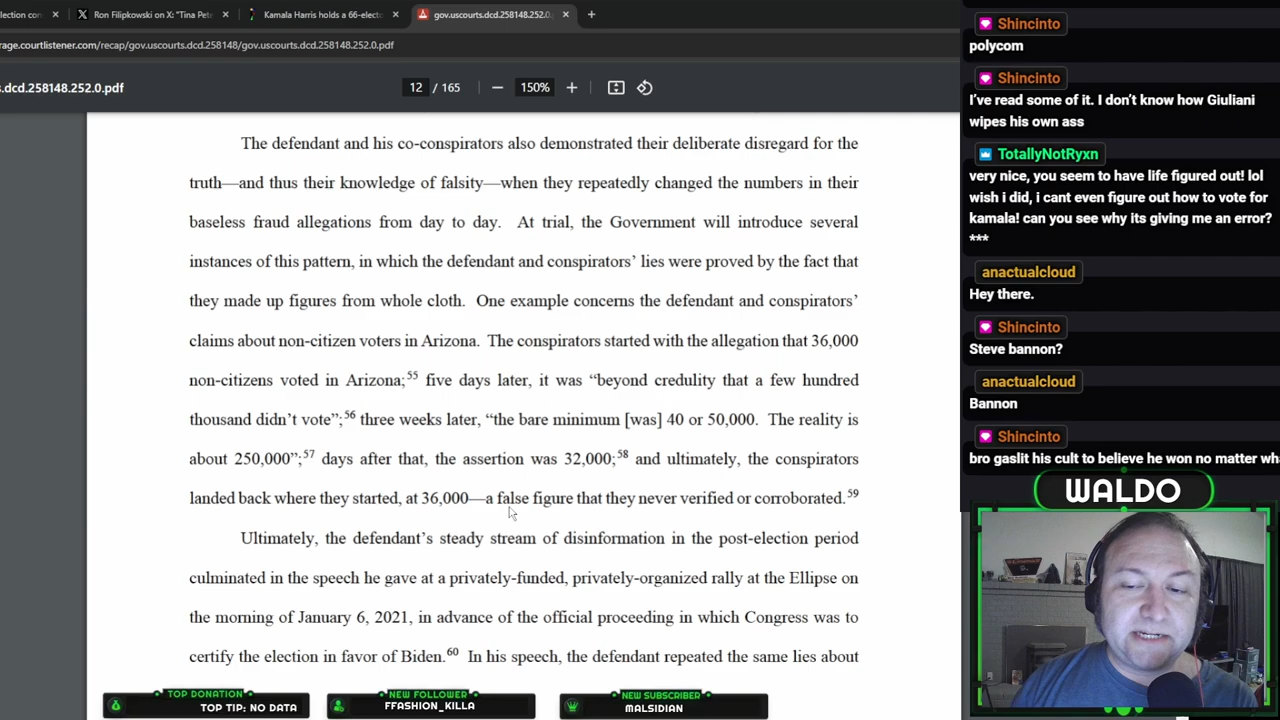 lection con
Ron Filipkowski on X: "Tina Pete
Kamala Harris holds a 66-electo
gov.uscourts.dcd.258148.252.0.
rage.courtlistener.com/recap/gov.uscourts.dcd.258148/gov.uscourts.dcd.258148.252.0.pdf
s.dcd.258148.252.0.pdf
12 / 165
150%
The defendant and his co-conspirators also demonstrated their deliberate disregard for the
truth—and thus their knowledge of falsity—when they repeatedly changed the numbers in their
baseless fraud allegations from day to day. At trial, the Government will introduce several
instances of this pattern, in which the defendant and conspirators' lies were proved by the fact that
they made up figures from whole cloth. One example concerns the defendant and conspirators'
claims about non-citizen voters in Arizona. The conspirators started with the allegation that 36,000
non-citizens voted in Arizona;55 five days later, it was "beyond credulity that a few hundred
thousand didn't vote";56 three weeks later, "the bare minimum [was] 40 or 50,000. The reality is
about 250,000";57 days after that, the assertion was 32,000;58 and ultimately, the conspirators
landed back where they started, at 36,000—a false figure that they never verified or corroborated.59
Ultimately, the defendant's steady stream of disinformation in the post-election period
culminated in the speech he gave at a privately-funded, privately-organized rally at the Ellipse on
the morning of January 6, 2021, in advance of the official proceeding in which Congress was to
certify the election in favor of Biden.60 In his speech, the defendant repeated the same lies about
Shincinto
polycom
Shincinto
I've read some of it. I don't know how Giuliani
wipes his own ass
TotallyNotRyxn
very nice, you seem to have life figured out! lol
wish i did, i cant even figure out how to vote for
kamala! can you see why its giving me an error?
***
anactualcloud
Hey there.
Shincinto
Steve bannon?
anactualcloud
Bannon
Shincinto
bro gaslit his cult to believe he won no matter wh
WALDO
TOP DONATION
TOP TIP: NO DATA
NEW FOLLOWER
FFASHION_KILLA
NEW SUBSCRIBER
MALSIDIAN